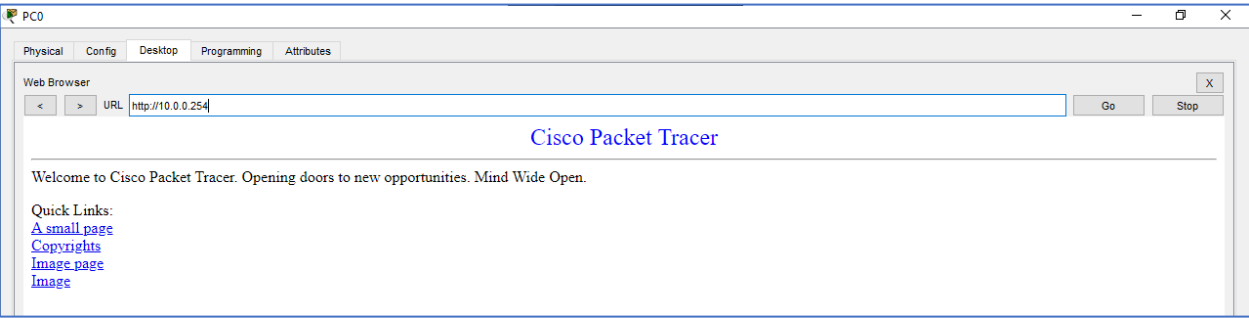 PC0
Physical Config Desktop Programming Attributes
Web Browser
X
< > URL http://10.0.0.254 Go Stop
Cisco Packet Tracer
Welcome to Cisco Packet Tracer. Opening doors to new opportunities. Mind Wide Open.
Quick Links:
A small page
Copyrights
Image page
Image